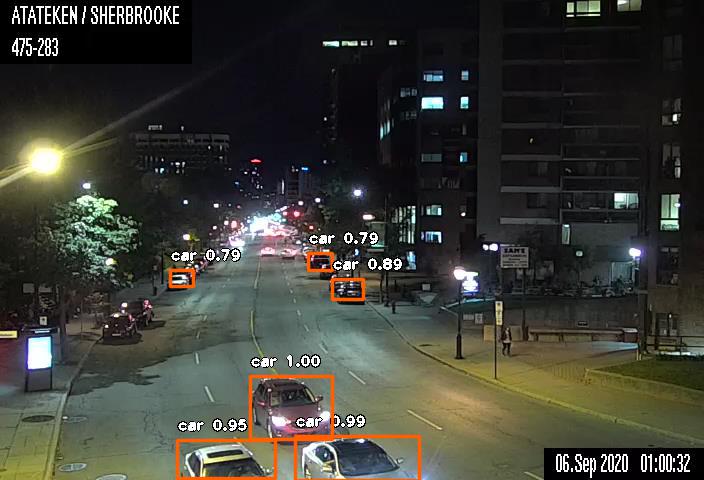 ATATEKEN / SHERBROOKE
475-283
car 0.79
car 0.79
car 0.89
car 1.00
car 0.95
car 0.99
06.Sep 2020 01:00:32